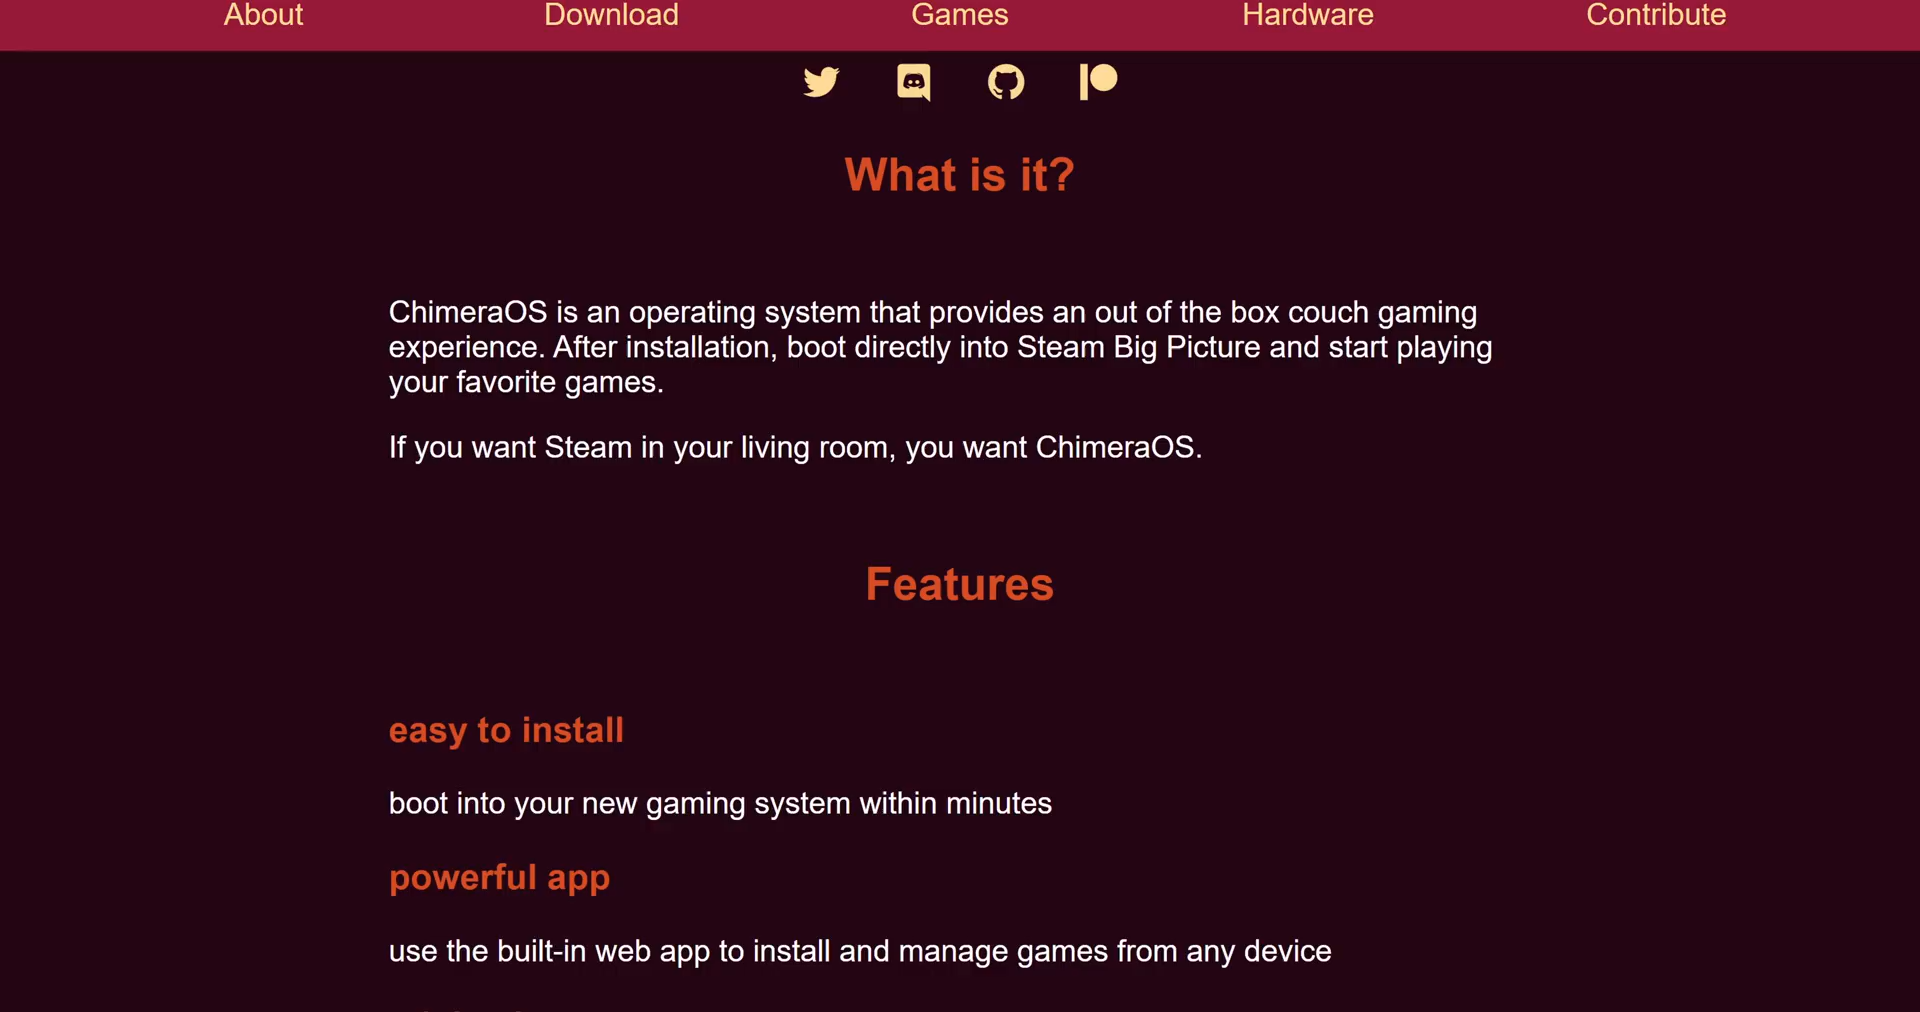 About Download Games Hardware Contribute
What is it?
ChimeraOS is an operating system that provides an out of the box couch gaming
experience. After installation, boot directly into Steam Big Picture and start playing
your favorite games.
If you want Steam in your living room, you want ChimeraOS.
Features
easy to install
boot into your new gaming system within minutes
powerful app
use the built-in web app to install and manage games from any device